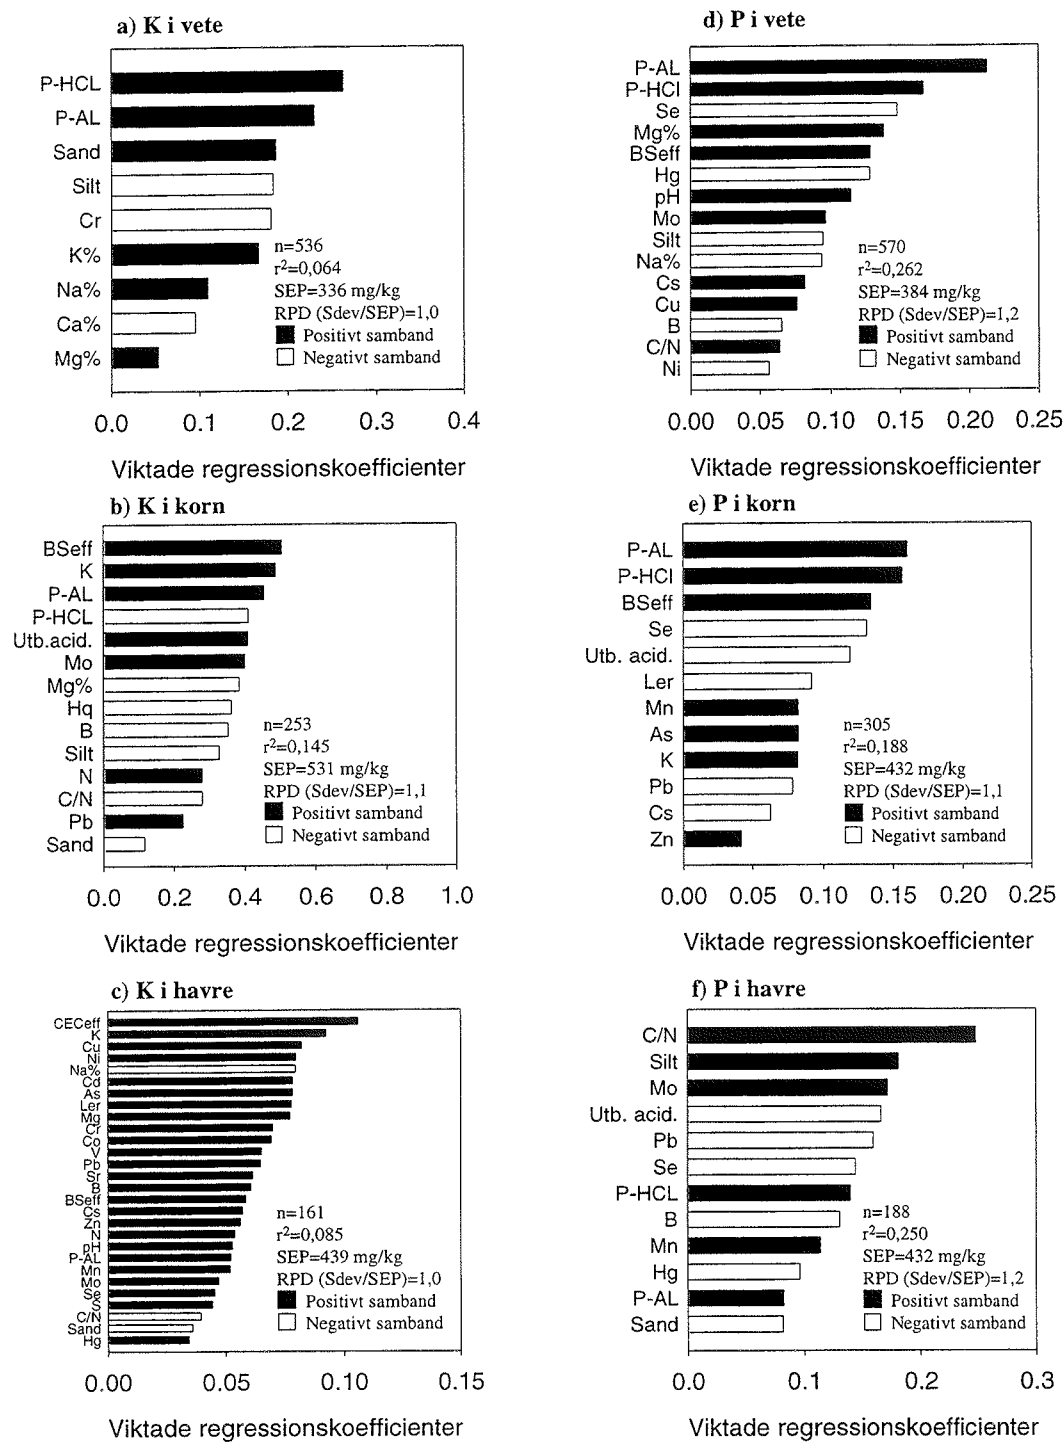 a) K i vete
P-HCL
P-AL
Sand
Silt
Cr
K%
Na%
Ca%
Mg%
n=536
r²=0,064
SEP=336 mg/kg
RPD (Sdev/SEP)=1,0
Positivt samband
Negativt samband
0.0 0.1 0.2 0.3 0.4
Viktade regressionskoefficienter
d) P i vete
P-AL
P-HCl
Se
Mg%
BSeff
Hg
pH
Mo
Silt
Na%
Cs
Cu
B
C/N
Ni
n=570
r²=0,262
SEP=384 mg/kg
RPD (Sdev/SEP)=1,2
Positivt samband
Negativt samband
0.00 0.05 0.10 0.15 0.20 0.25
Viktade regressionskoefficienter
b) K i korn
BSeff
K
P-AL
P-HCL
Utb.acid.
Mo
Mg%
Hq
B
Silt
N
C/N
Pb
Sand
n=253
r²=0,145
SEP=531 mg/kg
RPD (Sdev/SEP)=1,1
Positivt samband
Negativt samband
0.0 0.2 0.4 0.6 0.8 1.0
Viktade regressionskoefficienter
e) P i korn
P-AL
P-HCl
BSeff
Se
Utb. acid.
Ler
Mn
As
K
Pb
Cs
Zn
n=305
r²=0,188
SEP=432 mg/kg
RPD (Sdev/SEP)=1,1
Positivt samband
Negativt samband
0.00 0.05 0.10 0.15 0.20 0.25
Viktade regressionskoefficienter
c) K i havre
CECeff
K
Cu
Ni
Na%
Cd
As
Ler
Mg
Cr
Co
V
Pb
Sr
B
BSeff
Cs
Zn
N
pH
P-AL
Mn
Mo
Se
S
C/N
Sand
Hg
n=161
r²=0,085
SEP=439 mg/kg
RPD (Sdev/SEP)=1,0
Positivt samband
Negativt samband
0.00 0.05 0.10 0.15
Viktade regressionskoefficienter
f) P i havre
C/N
Silt
Mo
Utb. acid.
Pb
Se
P-HCL
B
Mn
Hg
P-AL
Sand
n=188
r²=0,250
SEP=432 mg/kg
RPD (Sdev/SEP)=1,2
Positivt samband
Negativt samband
0.0 0.1 0.2 0.3
Viktade regressionskoefficienter